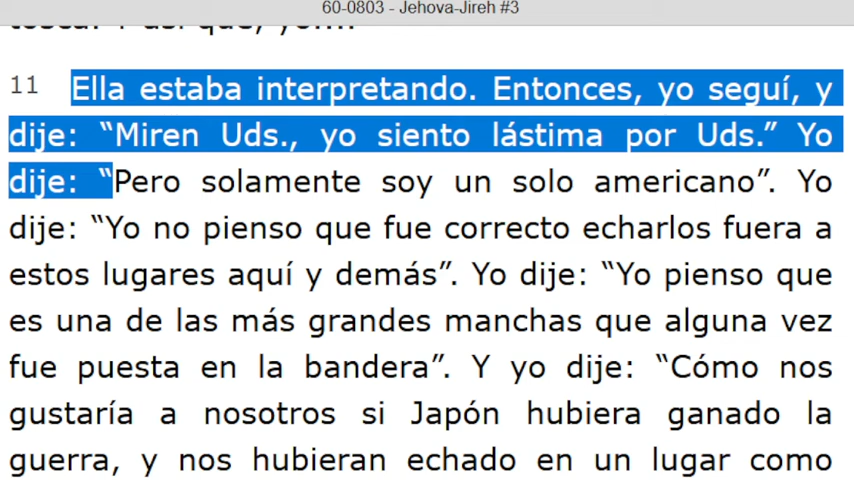 60-0803 - Jehova-Jireh #3
11 Ella estaba interpretando. Entonces, yo seguí, y
dije: “Miren Uds., yo siento lástima por Uds.” Yo
dije: “Pero solamente soy un solo americano”. Yo
dije: “Yo no pienso que fue correcto echarlos fuera a
estos lugares aquí y demás”. Yo dije: “Yo pienso que
es una de las más grandes manchas que alguna vez
fue puesta en la bandera”. Y yo dije: “Cómo nos
gustaría a nosotros si Japón hubiera ganado la
guerra, y nos hubieran echado en un lugar como